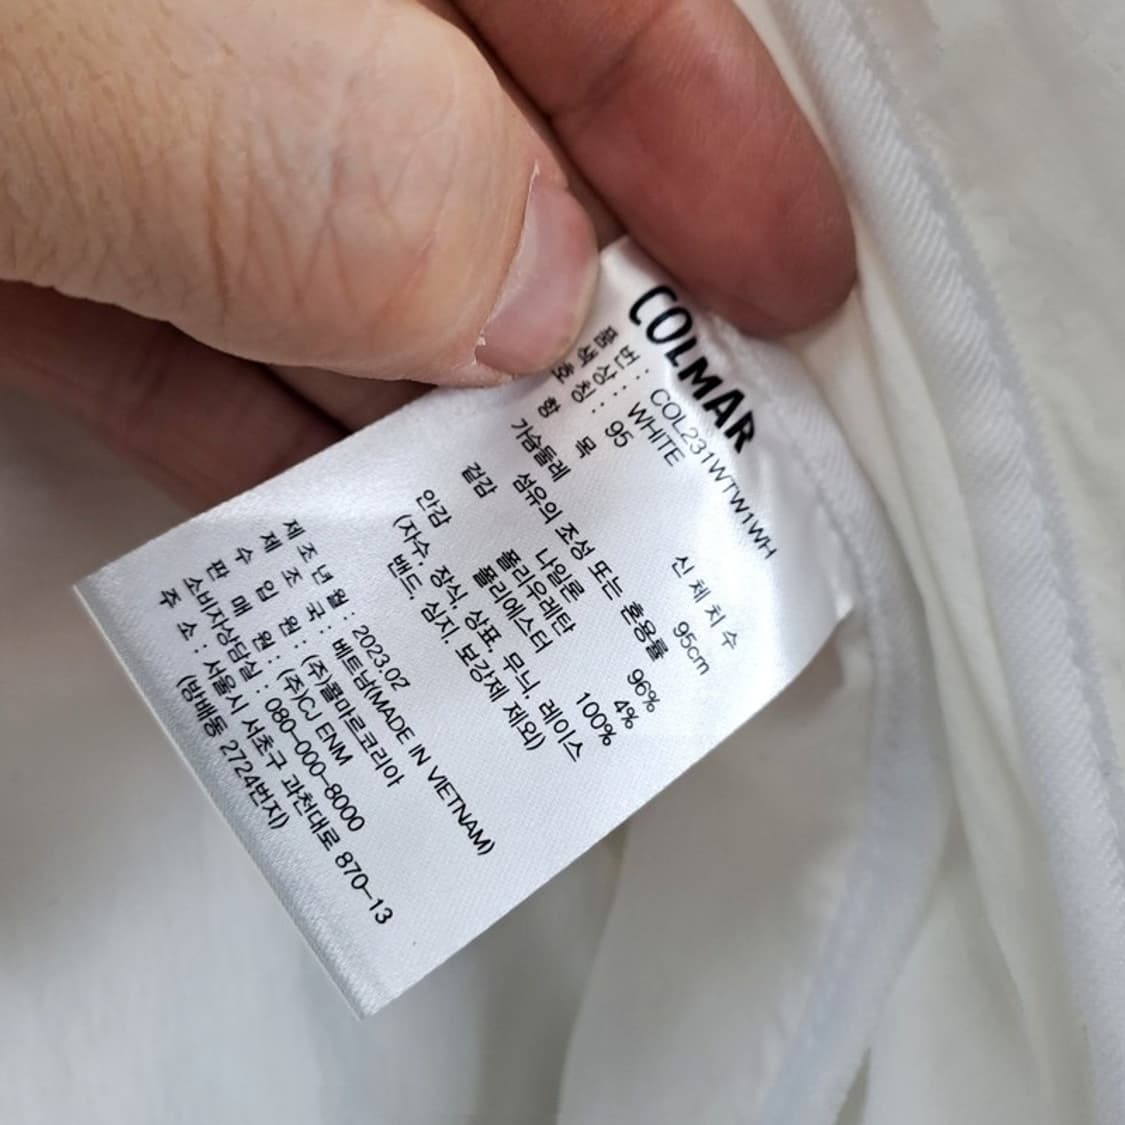 COLMAR
품 번 : COL231WTW1WH
색 상 : WHITE
호 칭 : 95
항 목 신 체 치 수
가슴둘레 95cm
섬유의 조성 또는 혼용률
겉감 나일론 96%
폴리우레탄 4%
안감 폴리에스터 100%
(자수, 장식, 상표, 무늬, 레이스
밴드, 심지, 보강제 제외)
제 조 년 월 : 2023.02
제 조 국 : 베트남(MADE IN VIETNAM)
수 입 원 : (주)콜마르코리아
판 매 원 : (주)CJ ENM
소비자상담실 : 080-000-8000
주 소 : 서울시 서초구 과천대로 870-13
(방배동 2724번지)